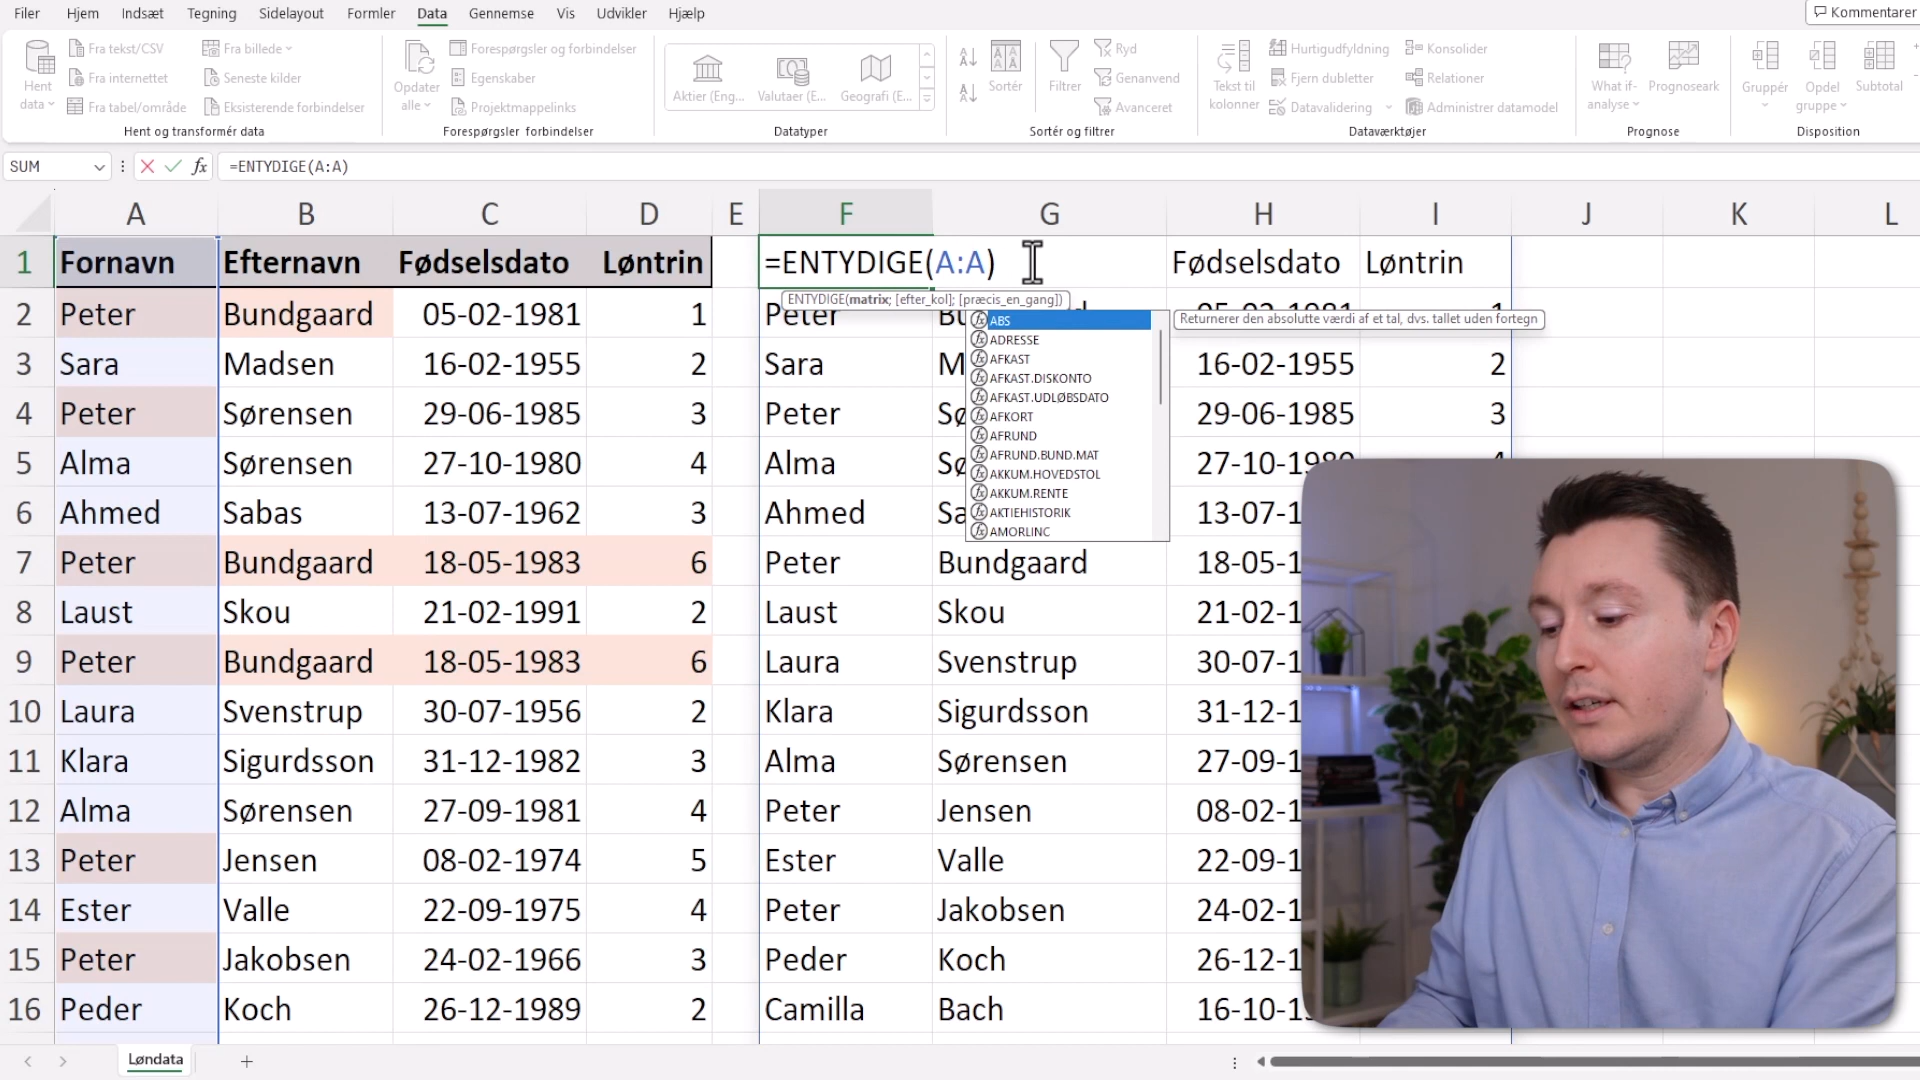 Filer Hjem Indsæt Tegning Sidelayout Formler Data Gennemse Vis Udvikler Hjælp Kommentarer
Hent data
Fra tekst/CSV
Fra internettet
Fra tabel/område
Fra billede
Seneste kilder
Eksisterende forbindelser
Hent og transformér data
Opdater alle
Forespørgsler og forbindelser
Egenskaber
Projektmappelinks
Forespørgsler forbindelser
Aktier (Eng... Valutaer (E... Geografi (E...
Datatyper
Sortér
Filtrer
Ryd
Genanvend
Avanceret
Sortér og filtrer
Tekst til kolonner
Hurtigudfyldning
Fjern dubletter
Datavalidering
Konsolider
Relationer
Administrer datamodel
Dataværktøjer
What if-analyse
Prognoseark
Prognose
Gruppér
Opdel gruppe
Subtotal
Disposition
SUM fx =ENTYDIGE(A:A)
A B C D E F G H I J K L
1 Fornavn Efternavn Fødselsdato Løntrin =ENTYDIGE(A:A) Fødselsdato Løntrin
ENTYDIGE(matrix; [efter_kol]; [præcis_en_gang])
2 Peter Bundgaard 05-02-1981 1 Peter Bu 05-02-1981 1
ABS
Returnerer den absolutte værdi af et tal, dvs. tallet uden fortegn
ADRESSE
AFKAST
AFKAST.DISKONTO
AFKAST.UDLØBSDATO
AFKORT
AFRUND
AFRUND.BUND.MAT
AKKUM.HOVEDSTOL
AKKUM.RENTE
AKTIEHISTORIK
AMORLINC
3 Sara Madsen 16-02-1955 2 Sara M 16-02-1955 2
4 Peter Sørensen 29-06-1985 3 Peter Sø 29-06-1985 3
5 Alma Sørensen 27-10-1980 4 Alma Sø 27-10-1980 4
6 Ahmed Sabas 13-07-1962 3 Ahmed Sa 13-07-1
7 Peter Bundgaard 18-05-1983 6 Peter Bundgaard 18-05-1
8 Laust Skou 21-02-1991 2 Laust Skou 21-02-1
9 Peter Bundgaard 18-05-1983 6 Laura Svenstrup 30-07-1
10 Laura Svenstrup 30-07-1956 2 Klara Sigurdsson 31-12-1
11 Klara Sigurdsson 31-12-1982 3 Alma Sørensen 27-09-1
12 Alma Sørensen 27-09-1981 4 Peter Jensen 08-02-1
13 Peter Jensen 08-02-1974 5 Ester Valle 22-09-1
14 Ester Valle 22-09-1975 4 Peter Jakobsen 24-02-1
15 Peter Jakobsen 24-02-1966 3 Peder Koch 26-12-1
16 Peder Koch 26-12-1989 2 Camilla Bach 16-10-1
Løndata